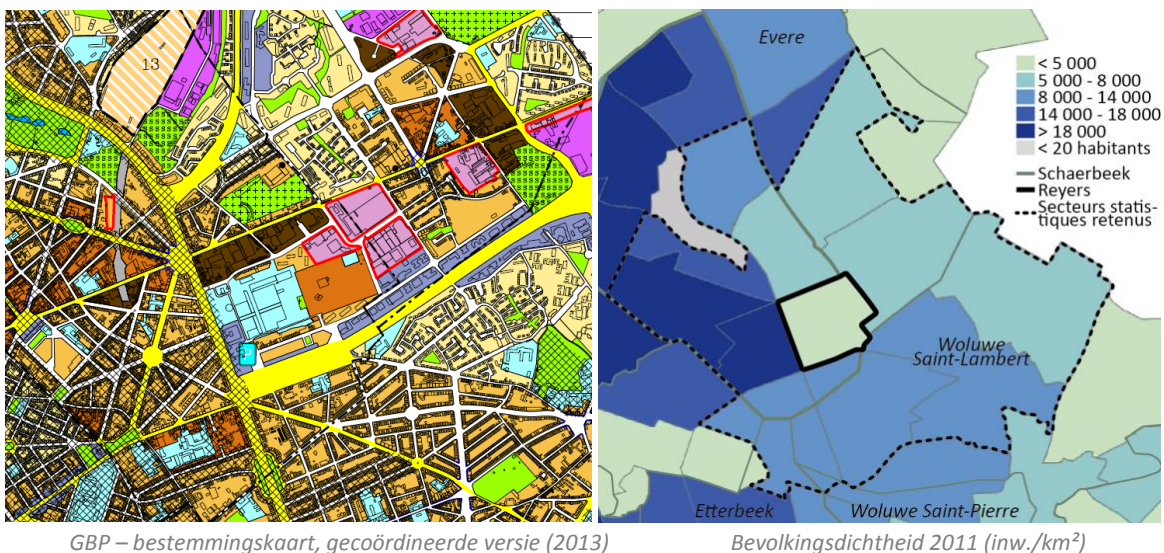 13
Evere
< 5 000
5 000 - 8 000
8 000 - 14 000
14 000 - 18 000
> 18 000
< 20 habitants
Schaerbeek
Reyers
Secteurs statis-
tiques retenus
Woluwe
Saint-Lambert
Etterbeek
Woluwe Saint-Pierre
GBP – bestemmingskaart, gecoördineerde versie (2013)
Bevolkingsdichtheid 2011 (inw./km²)